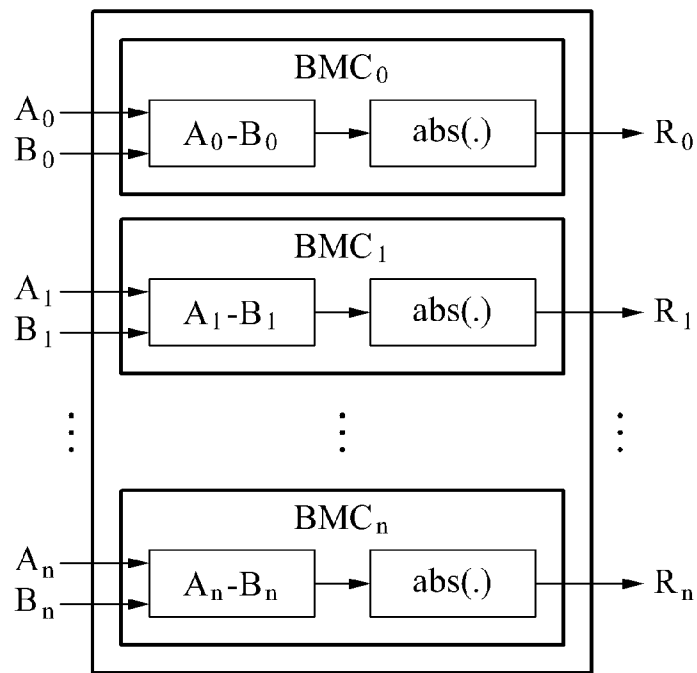 BMC₀
A₀
B₀
A₀-B₀
abs(.)
R₀
BMC₁
A₁
B₁
A₁-B₁
abs(.)
R₁
BMCₙ
Aₙ
Bₙ
Aₙ-Bₙ
abs(.)
Rₙ